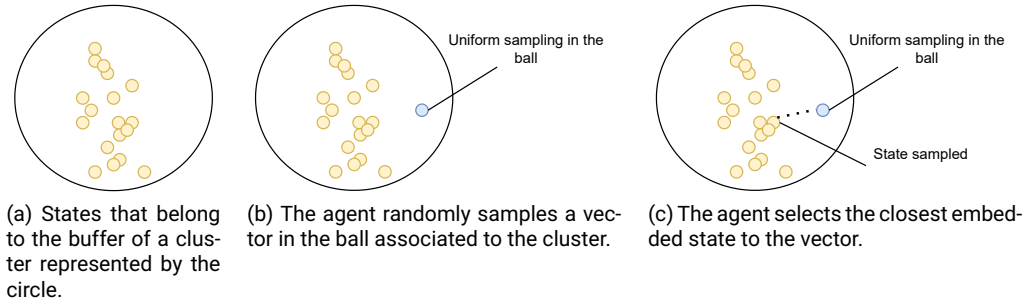 Uniform sampling in the
ball
Uniform sampling in the
ball
State sampled
(a) States that belong
to the buffer of a clus-
ter represented by the
circle.
(b) The agent randomly samples a vec-
tor in the ball associated to the cluster.
(c) The agent selects the closest embed-
ded state to the vector.